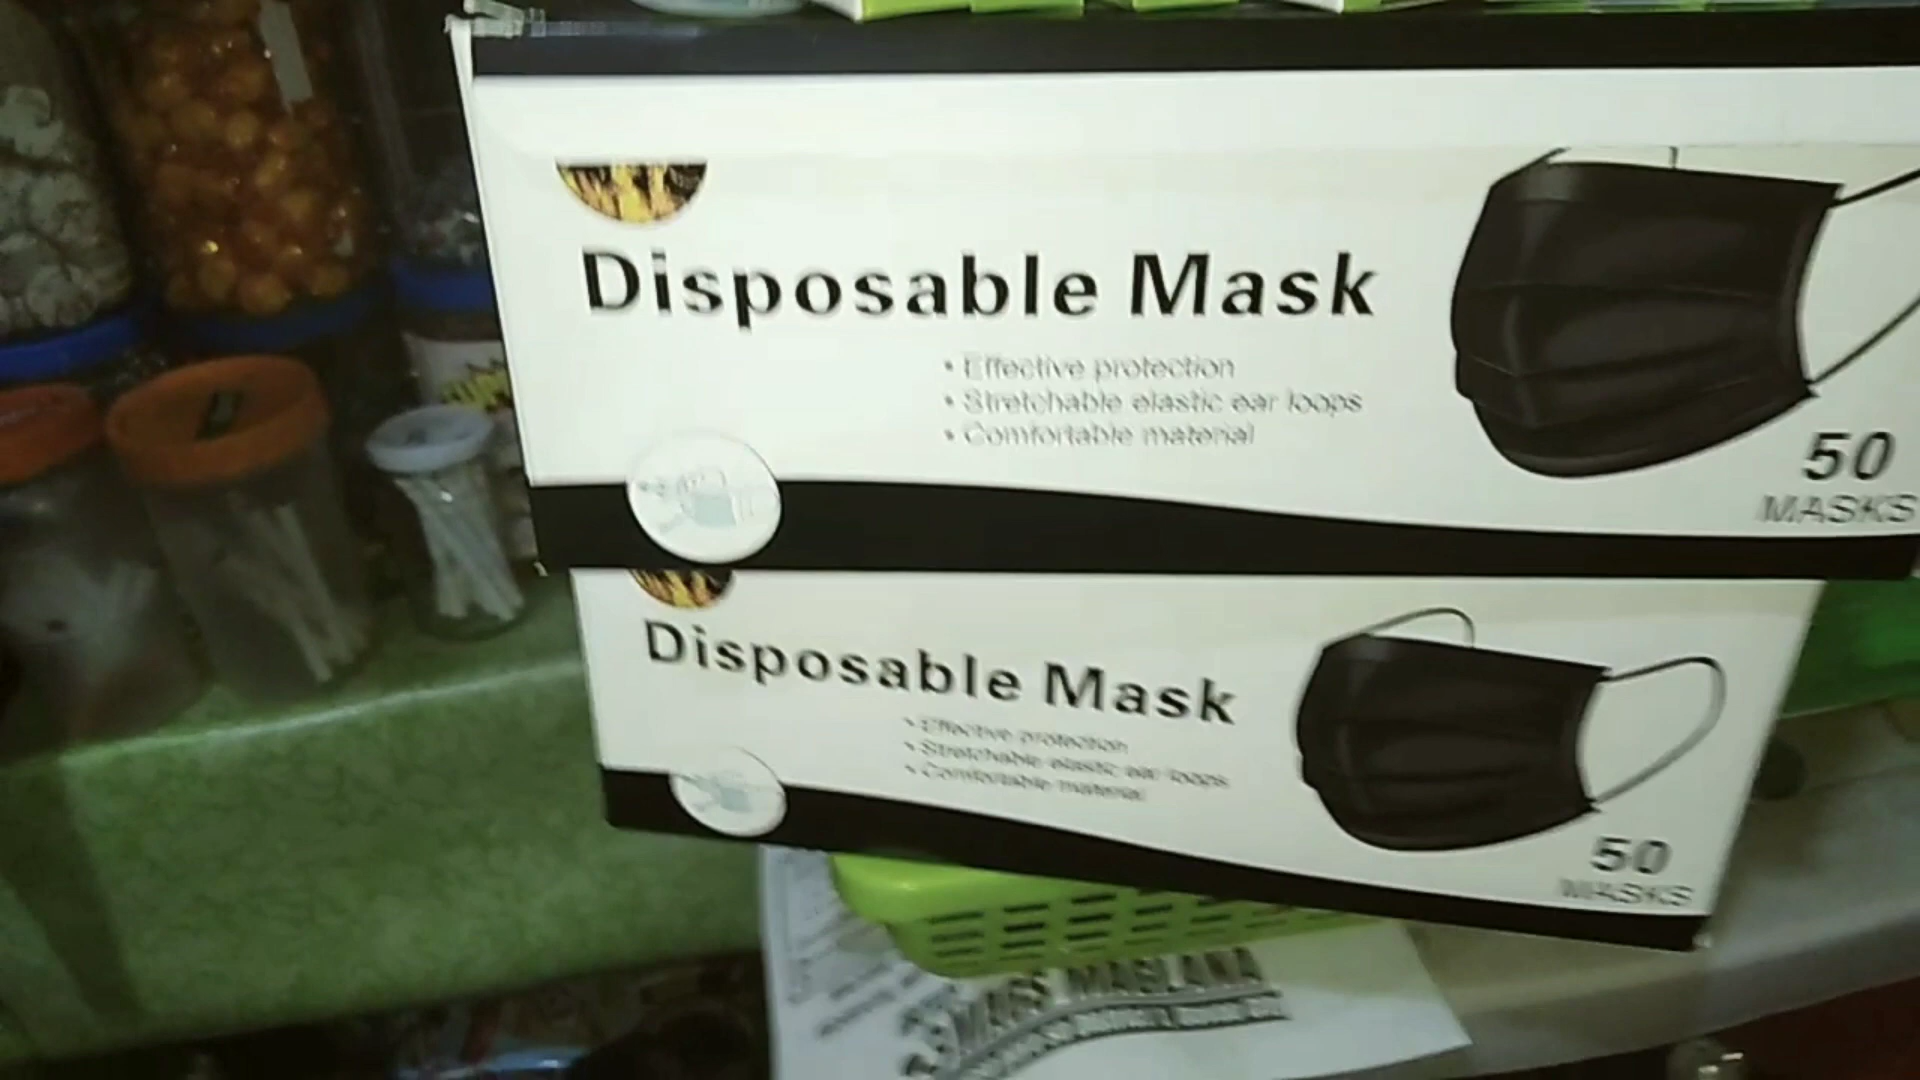 Disposable Mask
• Effective protection
• Stretchable elastic ear loops
• Comfortable material
50
MASKS
Disposable Mask
• Effective protection
• Stretchable elastic ear loops
• Comfortable material
50
MASKS